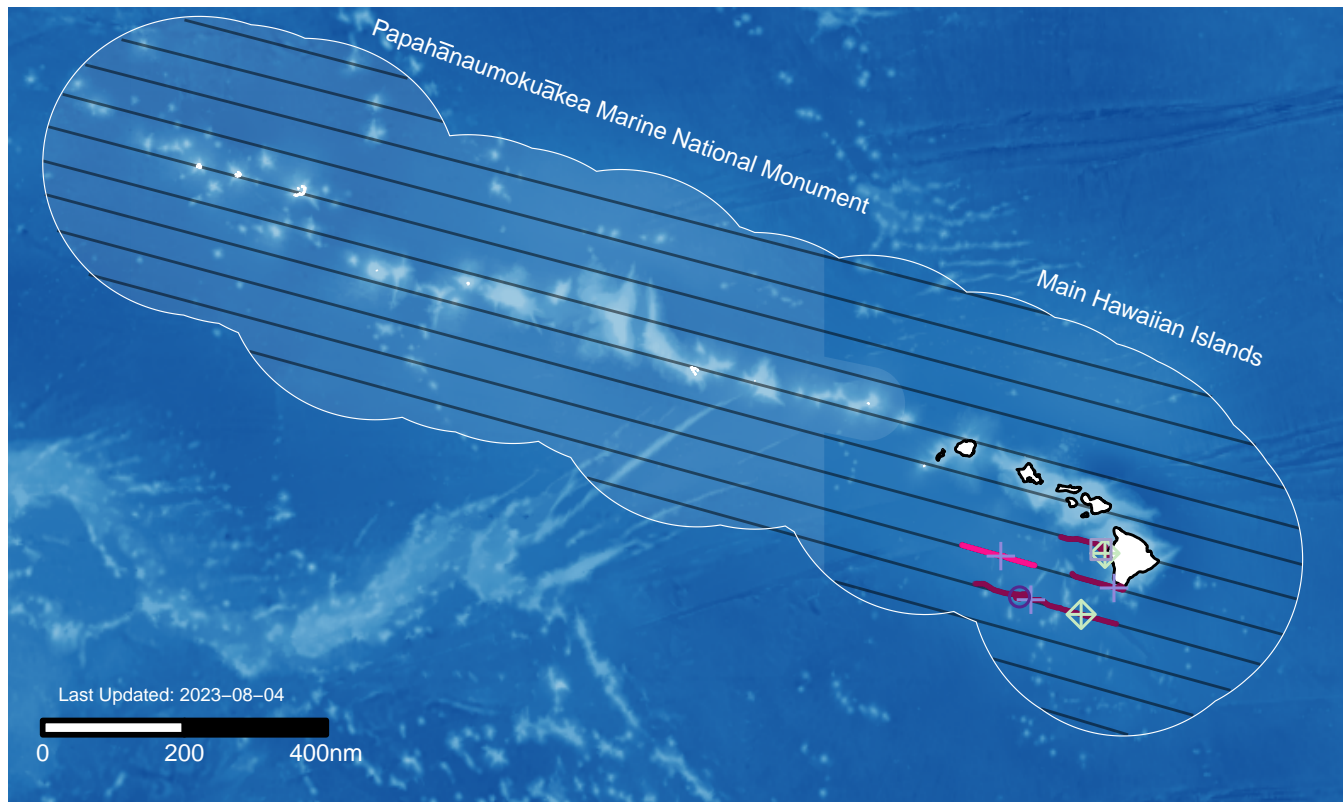 Papahānaumokuākea Marine National Monument
Main Hawaiian Islands
Last Updated: 2023−08−04
0 200 400nm